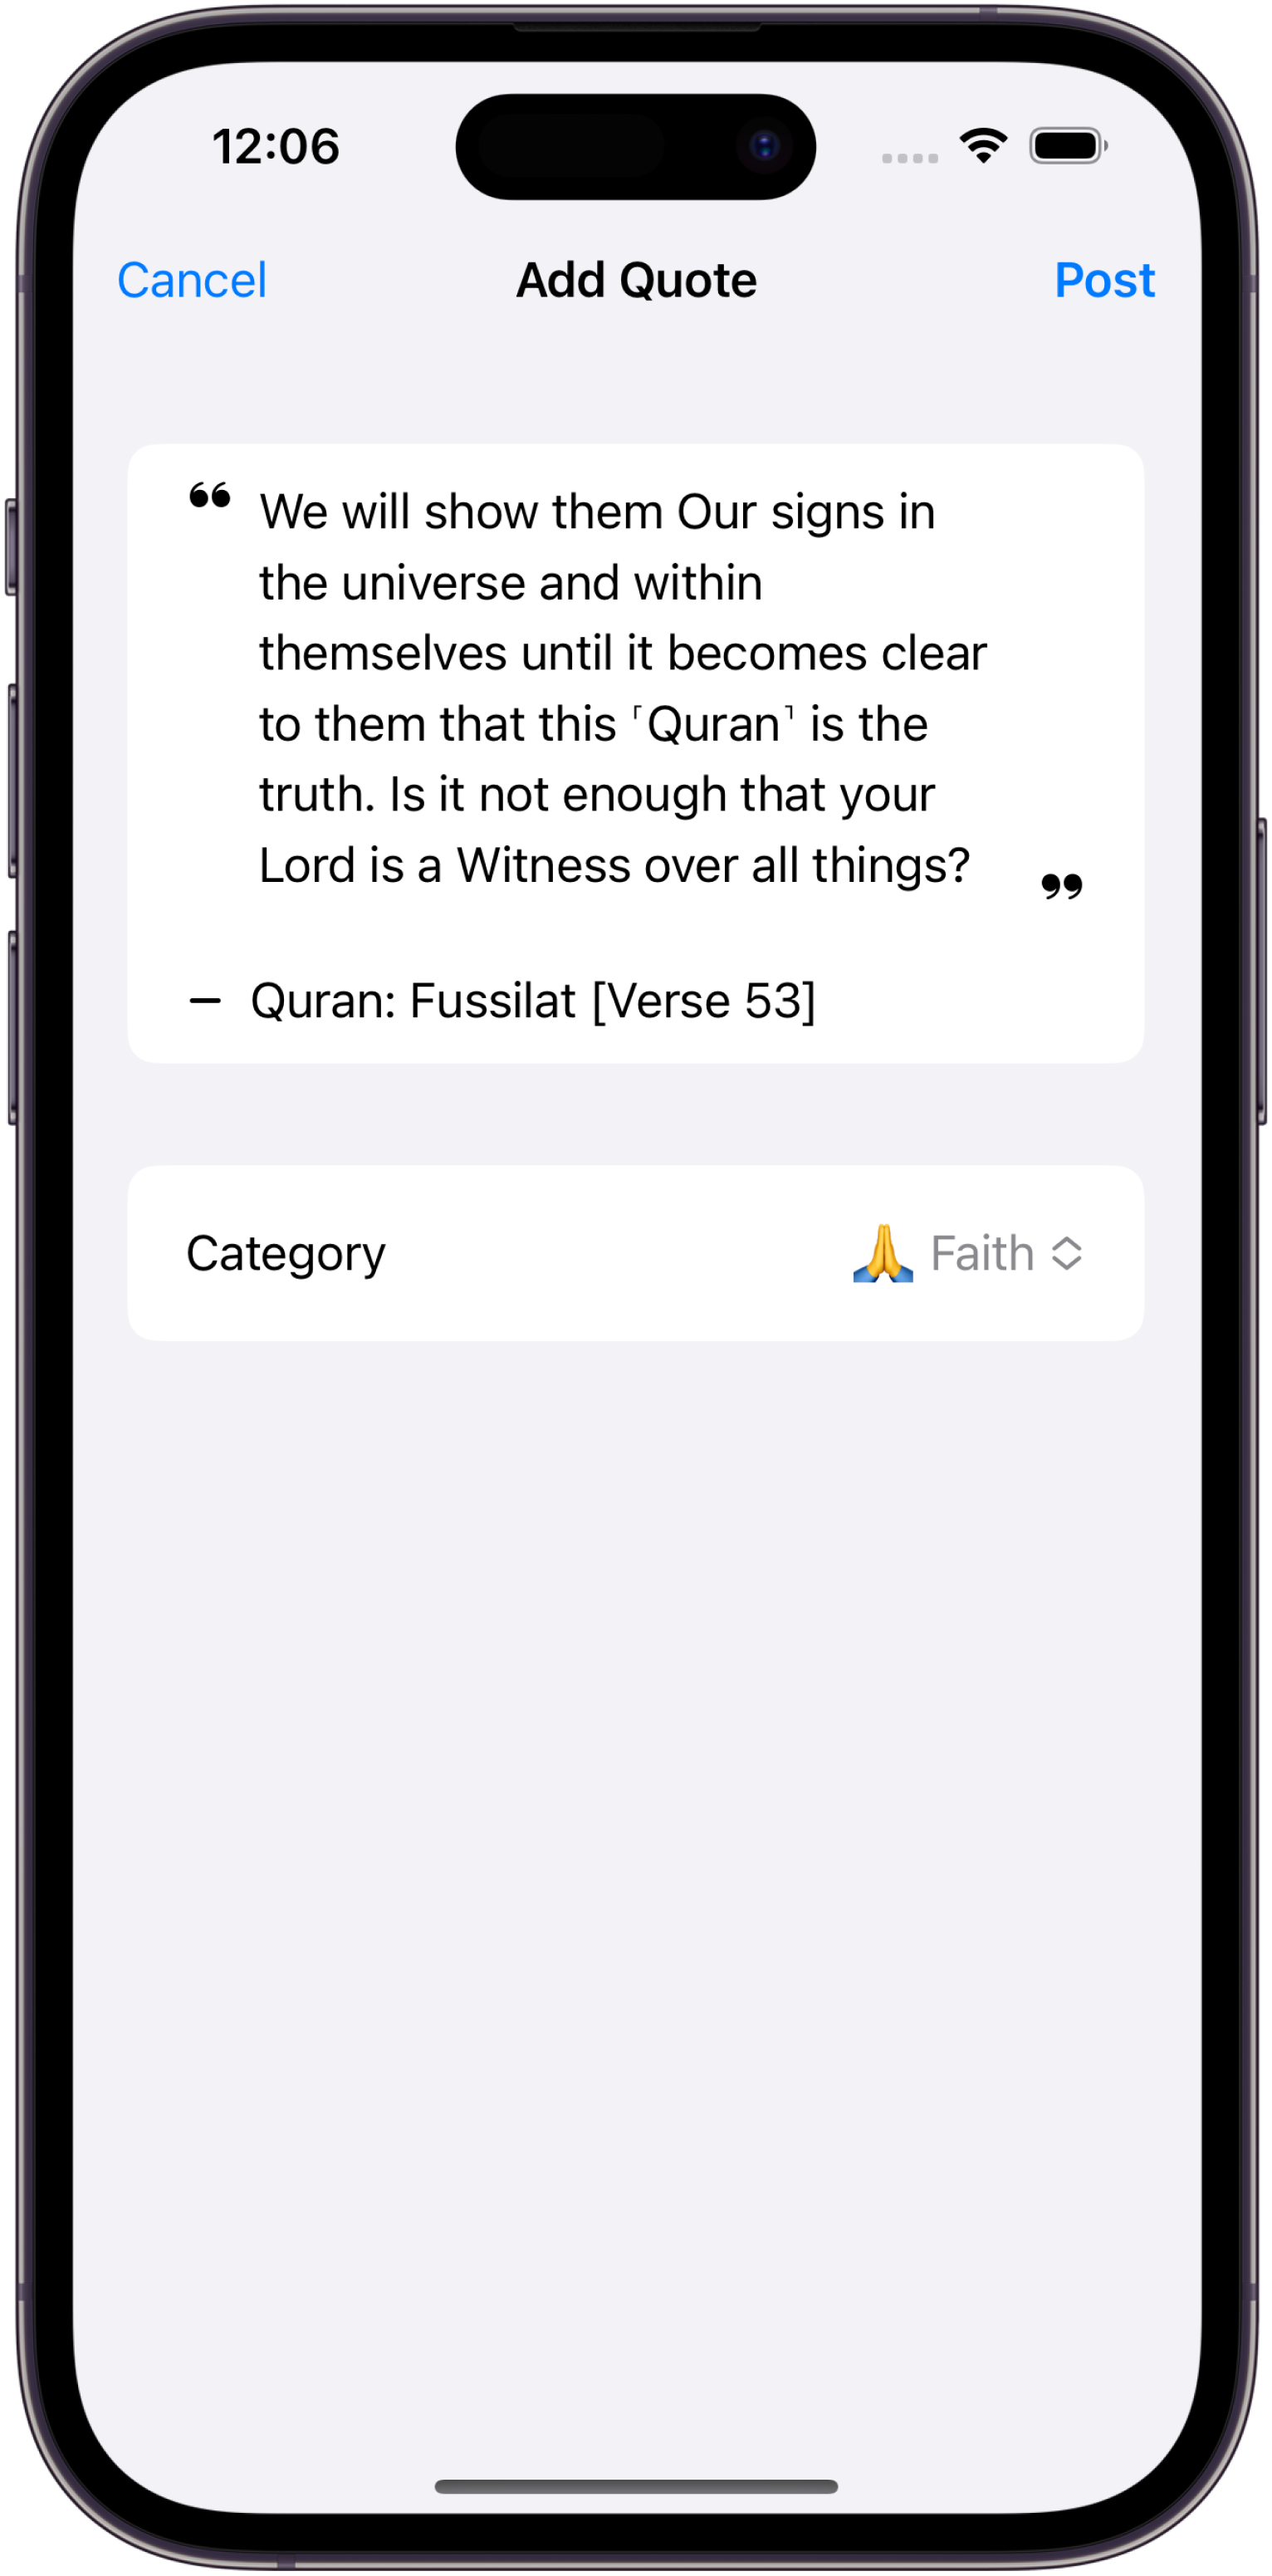 12:06
Cancel Add Quote Post
❝ We will show them Our signs in
the universe and within
themselves until it becomes clear
to them that this ⸢Quran⸣ is the
truth. Is it not enough that your
Lord is a Witness over all things? ❞
— Quran: Fussilat [Verse 53]
Category 🙏 Faith